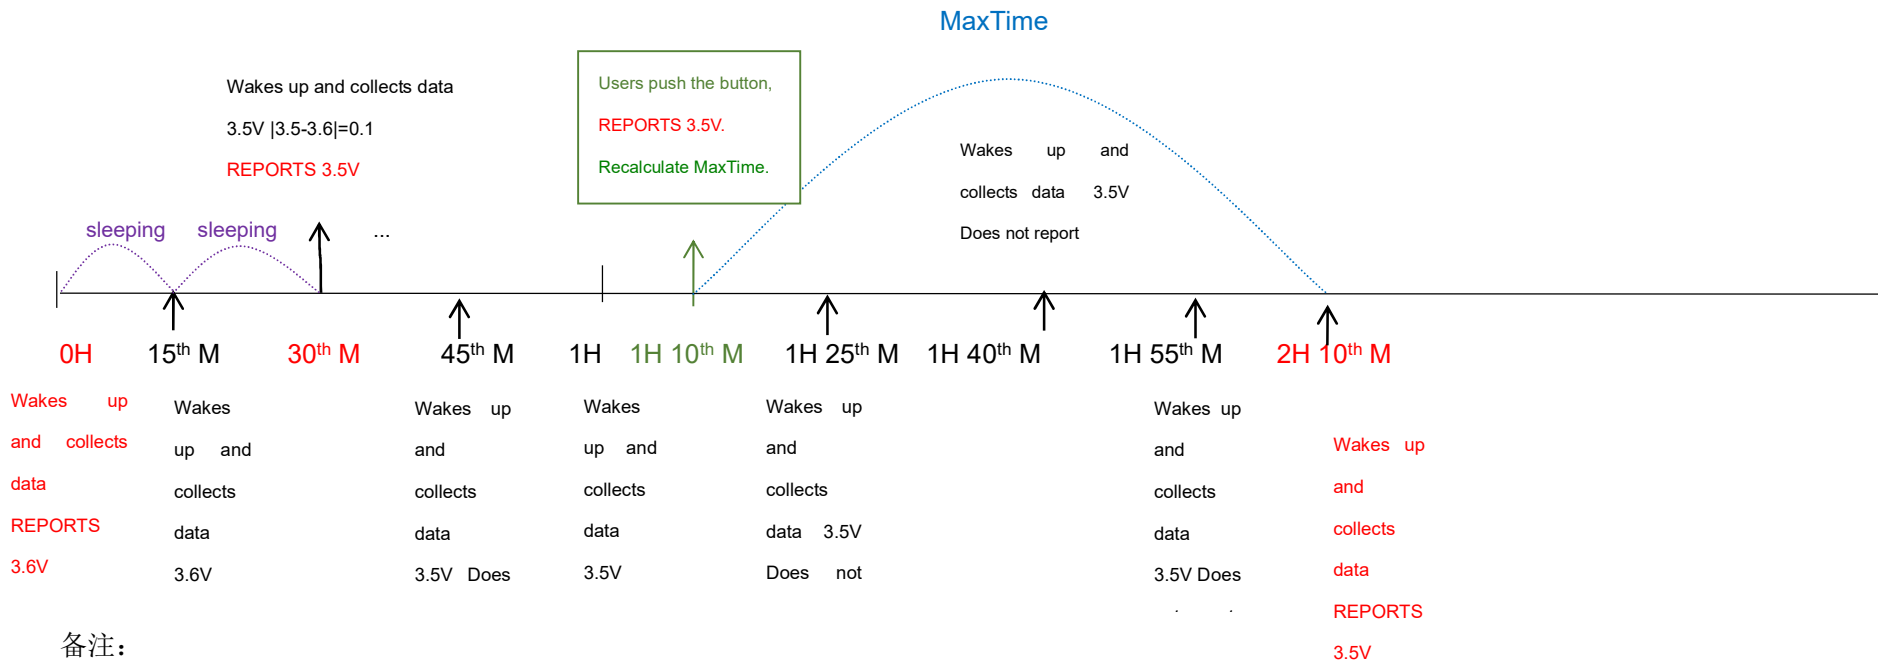 MaxTime
Wakes up and collects data
3.5V |3.5-3.6|=0.1
REPORTS 3.5V
Users push the button,
REPORTS 3.5V.
Recalculate MaxTime.
Wakes up and
collects data 3.5V
Does not report
sleeping sleeping ...
0H 15th M 30th M 45th M 1H 1H 10th M 1H 25th M 1H 40th M 1H 55th M 2H 10th M
Wakes up
and collects
data
REPORTS
3.6V
Wakes
up and
collects
data
3.6V
Wakes up
and
collects
data
3.5V Does
Wakes
up and
collects
data
3.5V
Wakes up
and
collects
data 3.5V
Does not
Wakes up
and
collects
data
3.5V Does
Wakes up
and
collects
data
REPORTS
3.5V
备注：